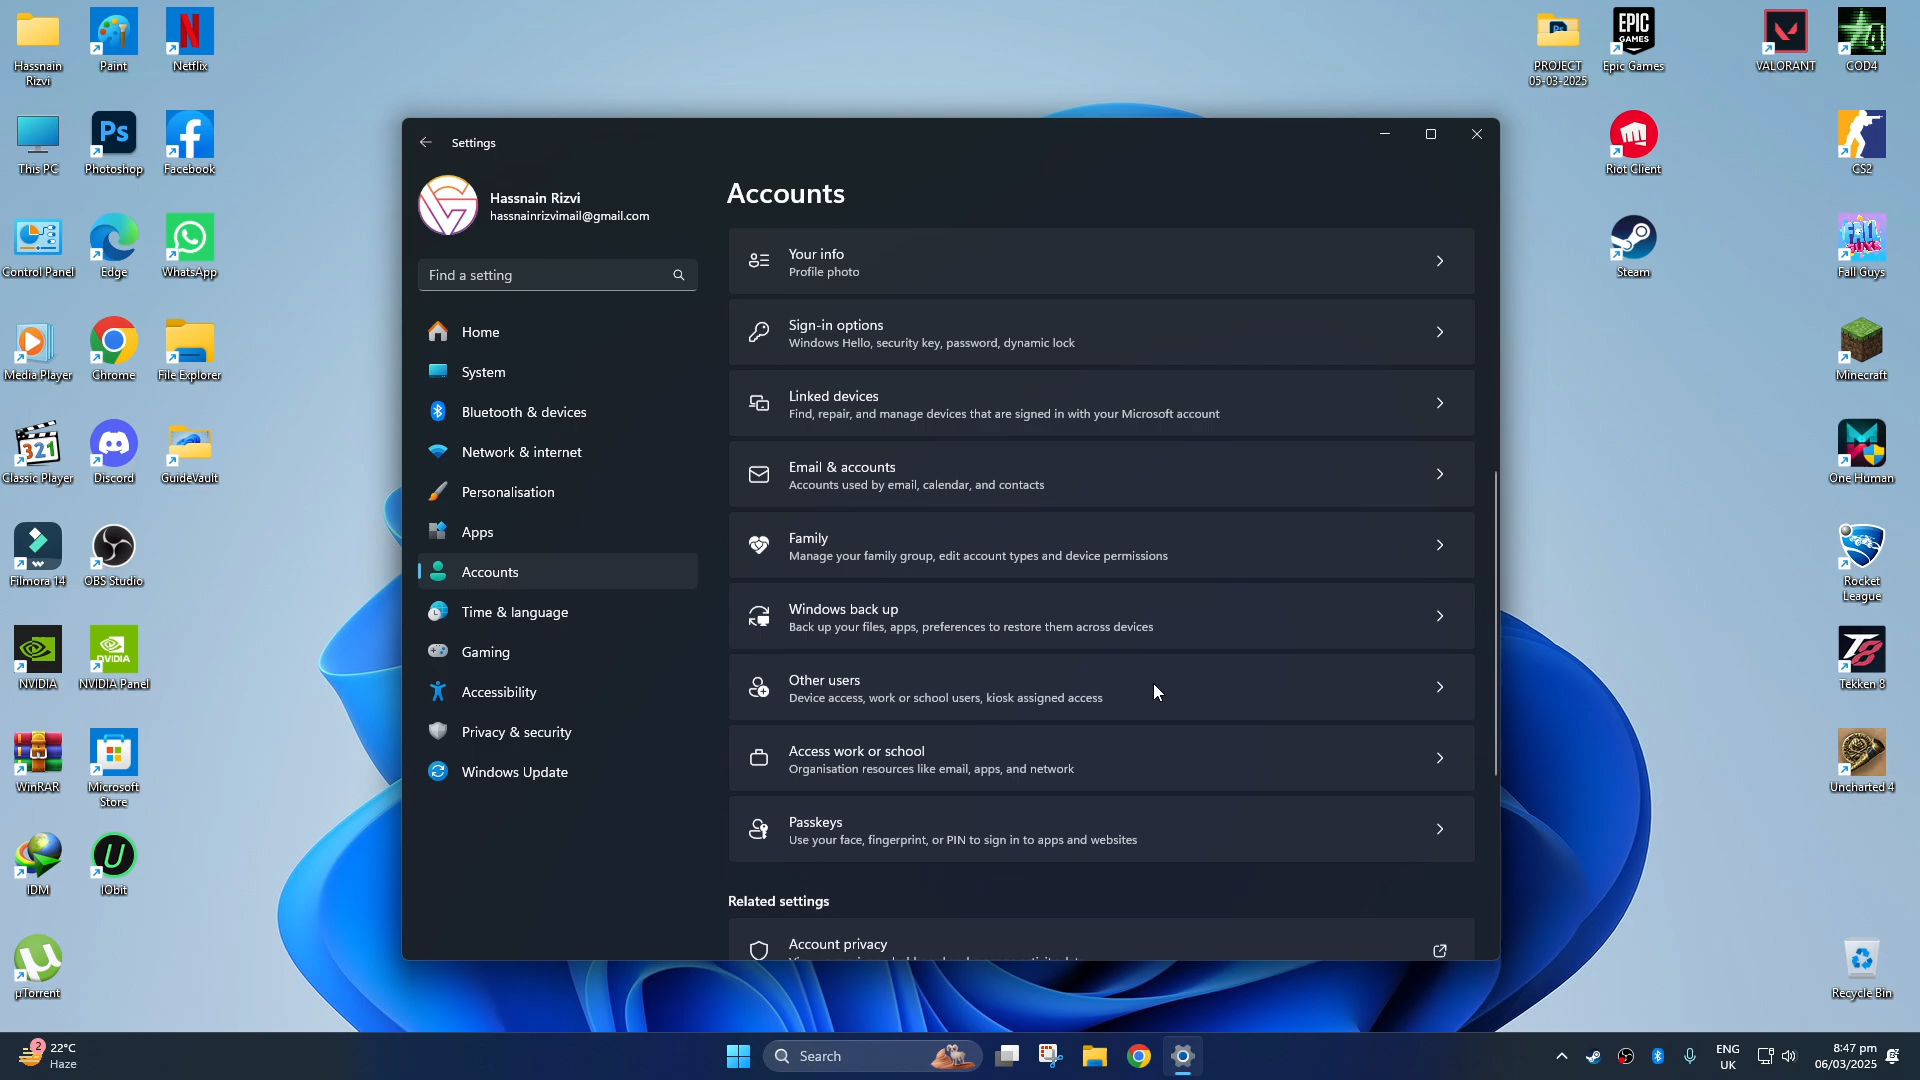 Hassnain
Rizvi
Paint
Netflix
This PC
Photoshop
Facebook
Control Panel
Edge
WhatsApp
Media Player
Chrome
File Explorer
Classic Player
Discord
GuideVault
Filmora 14
OBS Studio
NVIDIA
NVIDIA Panel
WinRAR
Microsoft
Store
IDM
IObit
µTorrent
PROJECT
05-03-2025
Epic Games
VALORANT
COD4
Riot Client
CS2
Steam
Fall Guys
Minecraft
One Human
Rocket
League
Tekken 8
Uncharted 4
Recycle Bin
Ps
321
Ps
EPIC
GAMES
4
FALL
GUYS
T8
Settings
Hassnain Rizvi
hassnainrizvimail@gmail.com
Find a setting
Home
System
Bluetooth & devices
Network & internet
Personalisation
Apps
Accounts
Time & language
Gaming
Accessibility
Privacy & security
Windows Update
Accounts
Your info
Profile photo
Sign-in options
Windows Hello, security key, password, dynamic lock
Linked devices
Find, repair, and manage devices that are signed in with your Microsoft account
Email & accounts
Accounts used by email, calendar, and contacts
Family
Manage your family group, edit account types and device permissions
Windows back up
Back up your files, apps, preferences to restore them across devices
Other users
Device access, work or school users, kiosk assigned access
Access work or school
Organisation resources like email, apps, and network
Passkeys
Use your face, fingerprint, or PIN to sign in to apps and websites
Related settings
Account privacy
2
22°C
Haze
Search
ENG
UK
8:47 pm
06/03/2025